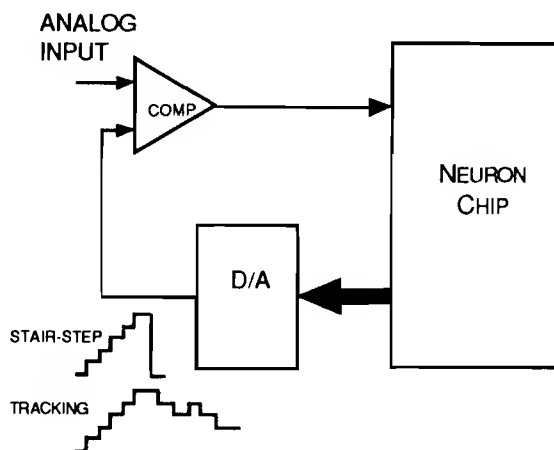 ANALOG
INPUT
COMP
NEURON
CHIP
D/A
STAIR-STEP
TRACKING